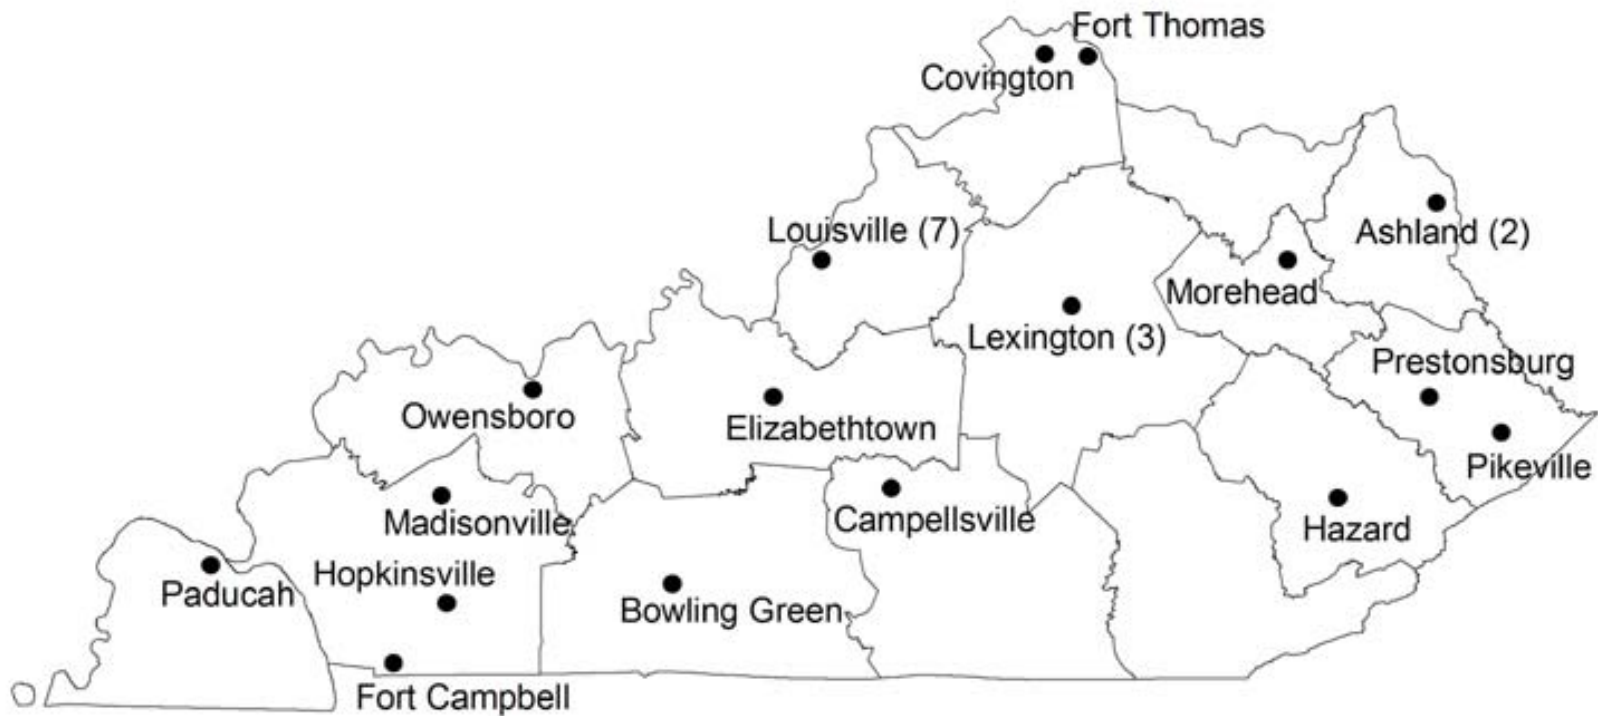 Fort Thomas
Covington
Louisville (7)
Ashland (2)
Morehead
Lexington (3)
Prestonsburg
Owensboro
Elizabethtown
Pikeville
Madisonville
Campellsville
Hazard
Hopkinsville
Paducah
Bowling Green
Fort Campbell